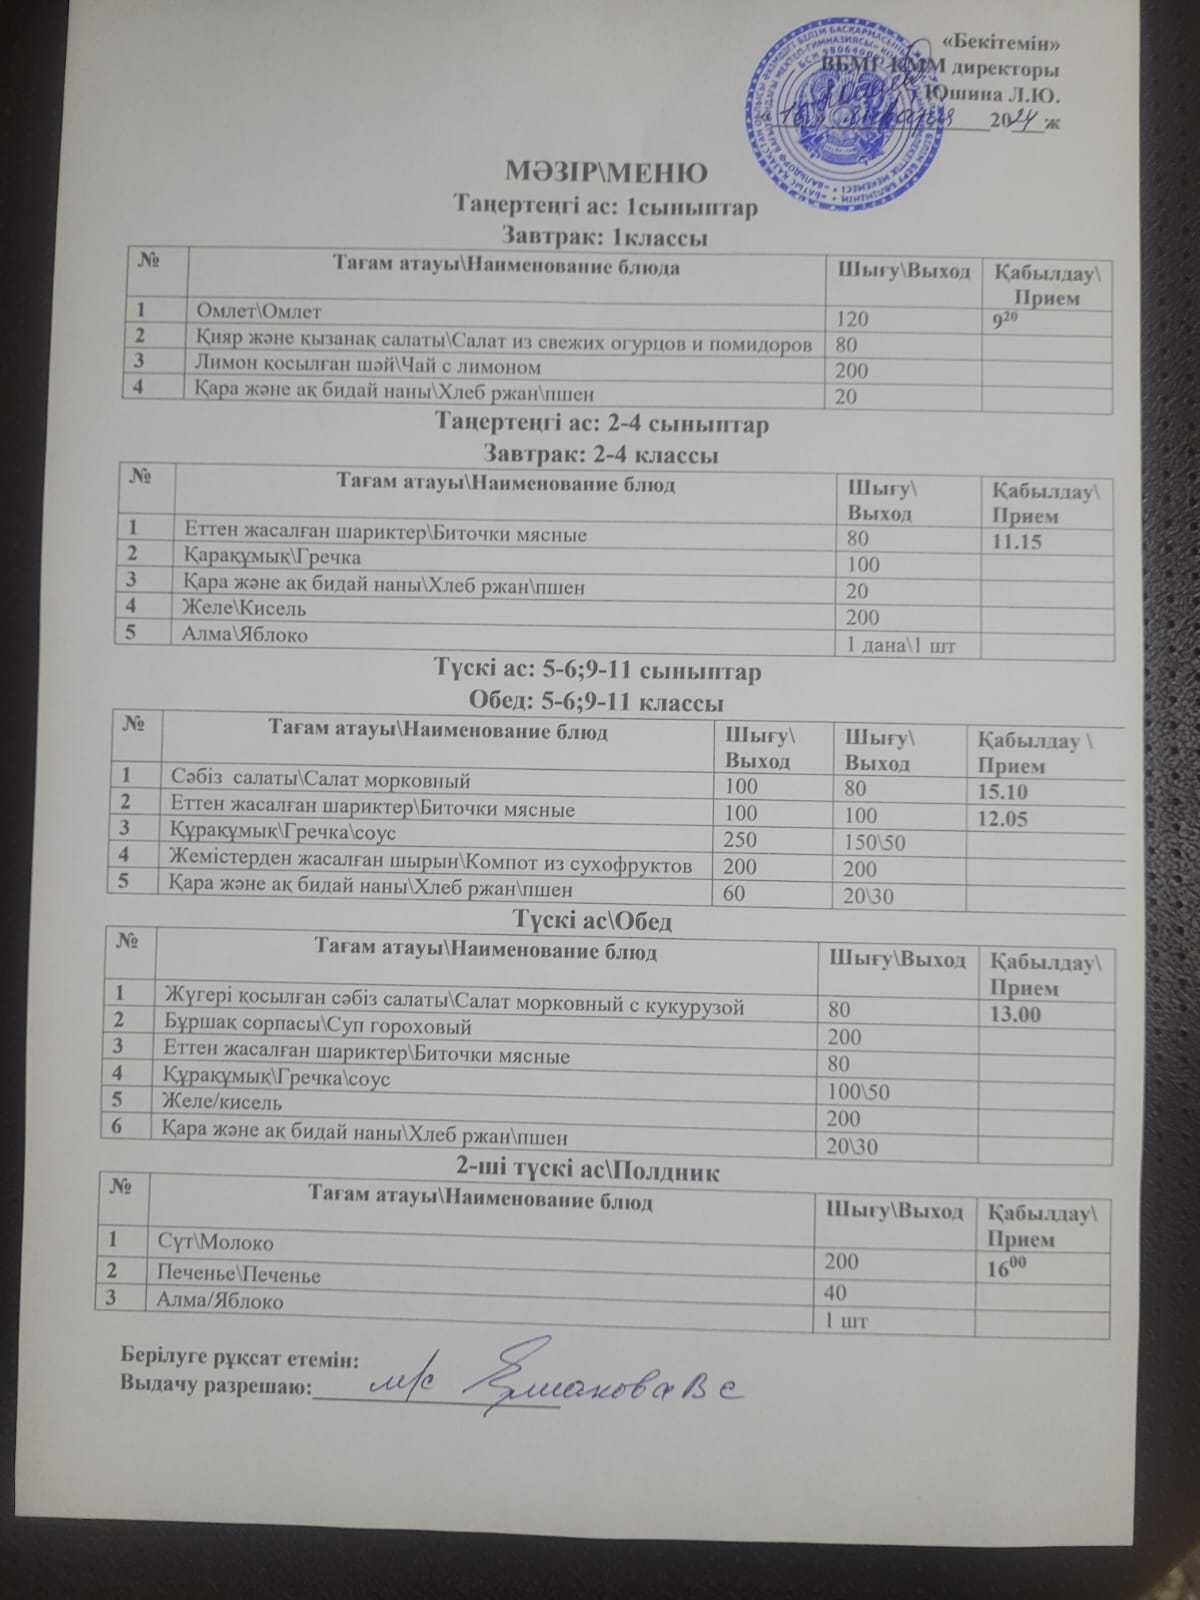 «Бекітемін»
ВБМГ КММ директоры
Юшина Л.Ю.
16 января 2024 ж
МӘЗІР\МЕНЮ
Таңертеңгі ас: 1сыныптар
Завтрак: 1классы
№ Тағам атауы\Наименование блюда Шығу\Выход Қабылдау\
Прием
1 Омлет\Омлет 120 9²⁰
2 Қияр және қызанақ салаты\Салат из свежих огурцов и помидоров 80
3 Лимон қосылған шәй\Чай с лимоном 200
4 Қара және ақ бидай наны\Хлеб ржан\пшен 20
Таңертеңгі ас: 2-4 сыныптар
Завтрак: 2-4 классы
№ Тағам атауы\Наименование блюд Шығу\ Қабылдау\
Выход Прием
1 Еттен жасалған шариктер\Биточки мясные 80 11.15
2 Қарақұмық\Гречка 100
3 Қара және ақ бидай наны\Хлеб ржан\пшен 20
4 Желе\Кисель 200
5 Алма\Яблоко 1 дана\1 шт
Түскі ас: 5-6;9-11 сыныптар
Обед: 5-6;9-11 классы
№ Тағам атауы\Наименование блюд Шығу\ Шығу\ Қабылдау \
Выход Выход Прием
1 Сәбіз салаты\Салат морковный 100 80 15.10
2 Еттен жасалған шариктер\Биточки мясные 100 100 12.05
3 Құрақұмық\Гречка\соус 250 150\50
4 Жемістерден жасалған шырын\Компот из сухофруктов 200 200
5 Қара және ақ бидай наны\Хлеб ржан\пшен 60 20\30
Түскі ас\Обед
№ Тағам атауы\Наименование блюд Шығу\Выход Қабылдау\
Прием
1 Жүгері қосылған сәбіз салаты\Салат морковный с кукурузой 80 13.00
2 Бұршақ сорпасы\Суп гороховый 200
3 Еттен жасалған шариктер\Биточки мясные 80
4 Құрақұмық\Гречка\соус 100\50
5 Желе/кисель 200
6 Қара және ақ бидай наны\Хлеб ржан\пшен 20\30
2-ші түскі ас\Полдник
№ Тағам атауы\Наименование блюд Шығу\Выход Қабылдау\
Прием
1 Сүт\Молоко 200 16⁰⁰
2 Печенье\Печенье 40
3 Алма/Яблоко 1 шт
Берілуге рұқсат етемін:
Выдачу разрешаю: м/с